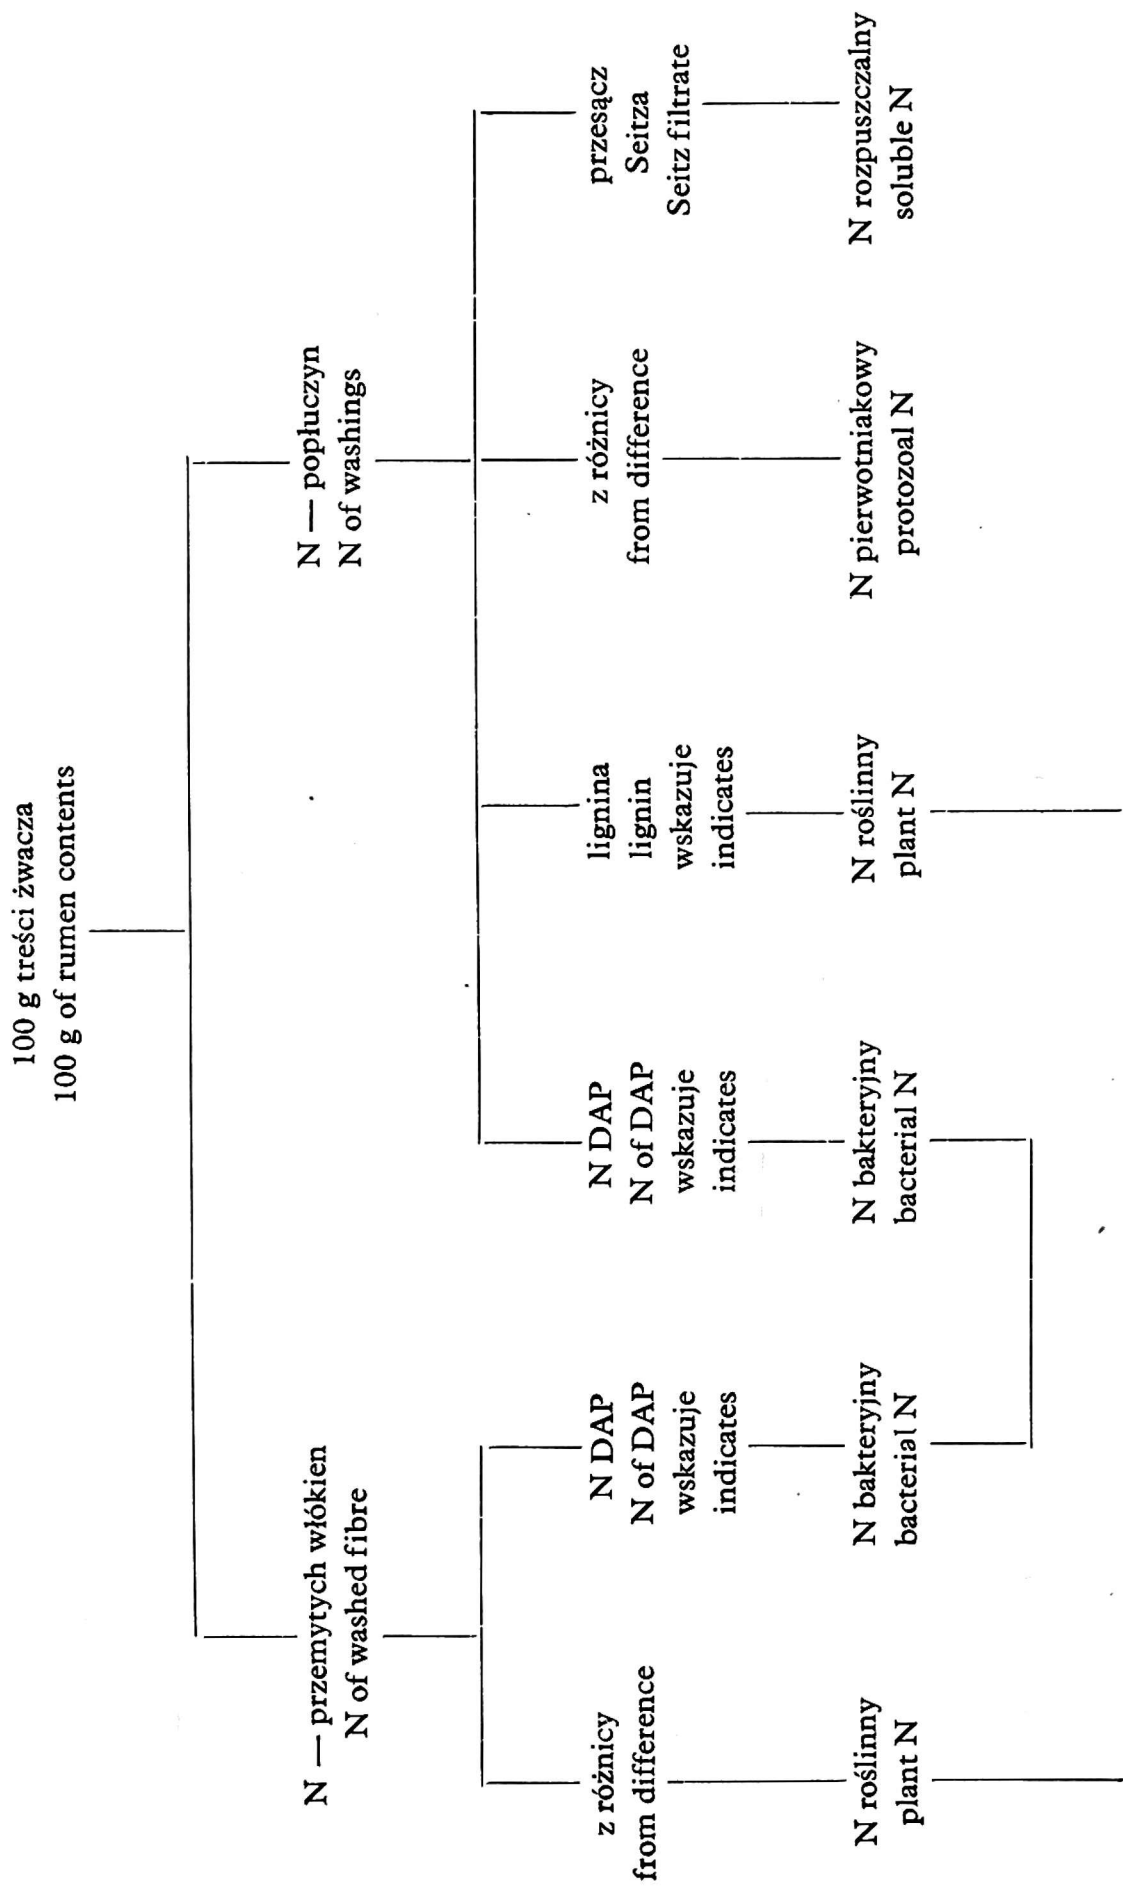 100 g treści żwacza
100 g of rumen contents
N — przemytych włókien
N of washed fibre
N — popłuczyn
N of washings
z różnicy
from difference
N DAP
N of DAP
wskazuje
indicates
N DAP
N of DAP
wskazuje
indicates
lignina
lignin
wskazuje
indicates
z różnicy
from difference
przesącz
Seitza
Seitz filtrate
N roślinny
plant N
N bakteryjny
bacterial N
N bakteryjny
bacterial N
N roślinny
plant N
N pierwotniakowy
protozoal N
N rozpuszczalny
soluble N